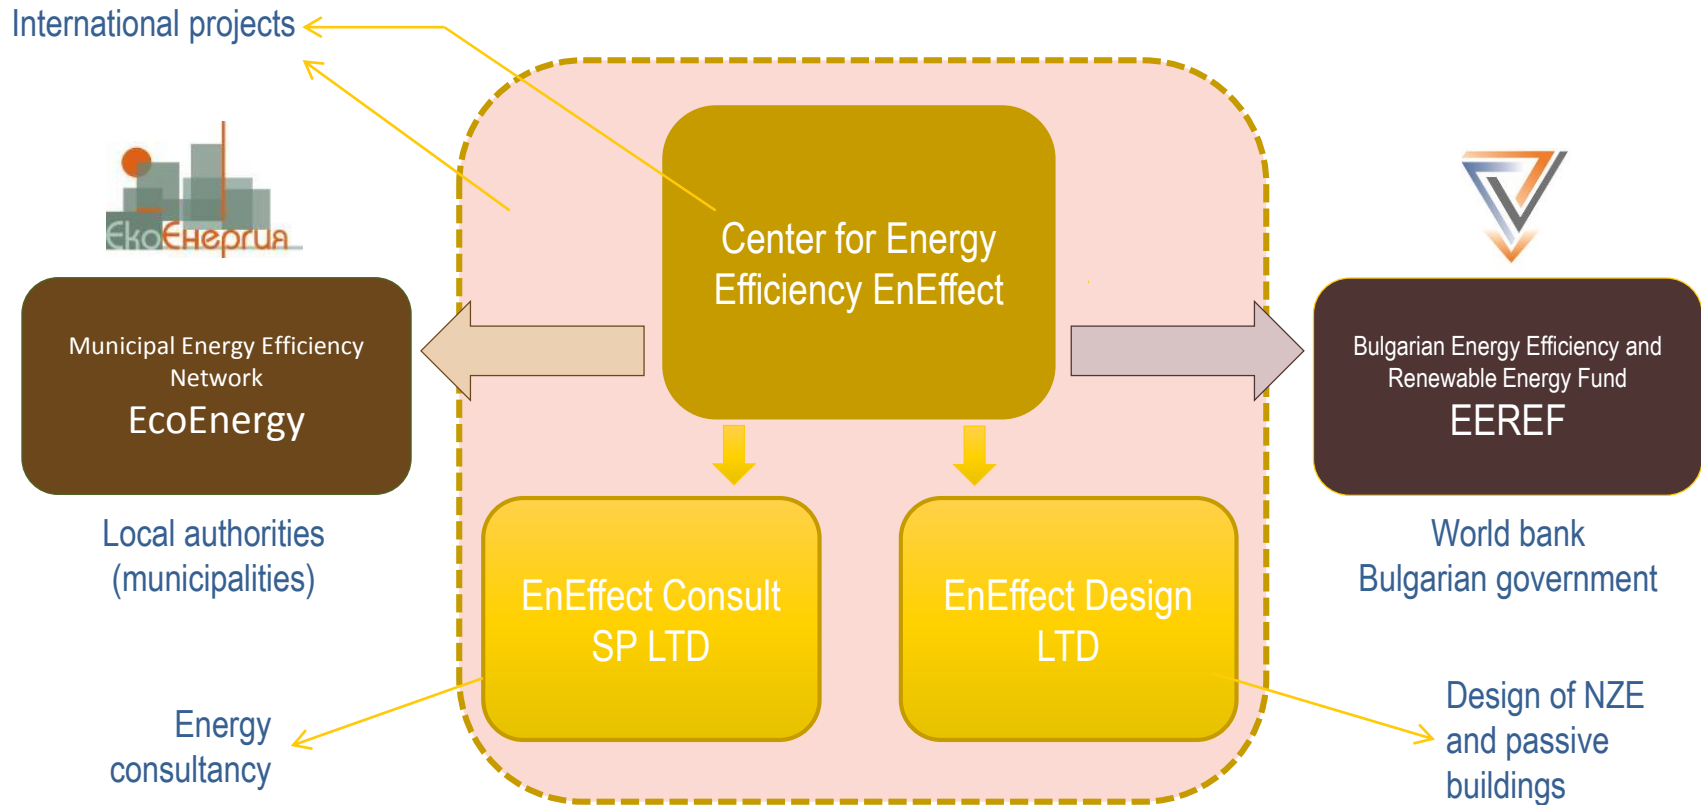 International projects
ЕкоЕнергия
Center for Energy
Efficiency EnEffect
Municipal Energy Efficiency
Network
EcoEnergy
Bulgarian Energy Efficiency and
Renewable Energy Fund
EEREF
Local authorities
(municipalities)
World bank
Bulgarian government
EnEffect Consult
SP LTD
EnEffect Design
LTD
Energy
consultancy
Design of NZE
and passive
buildings